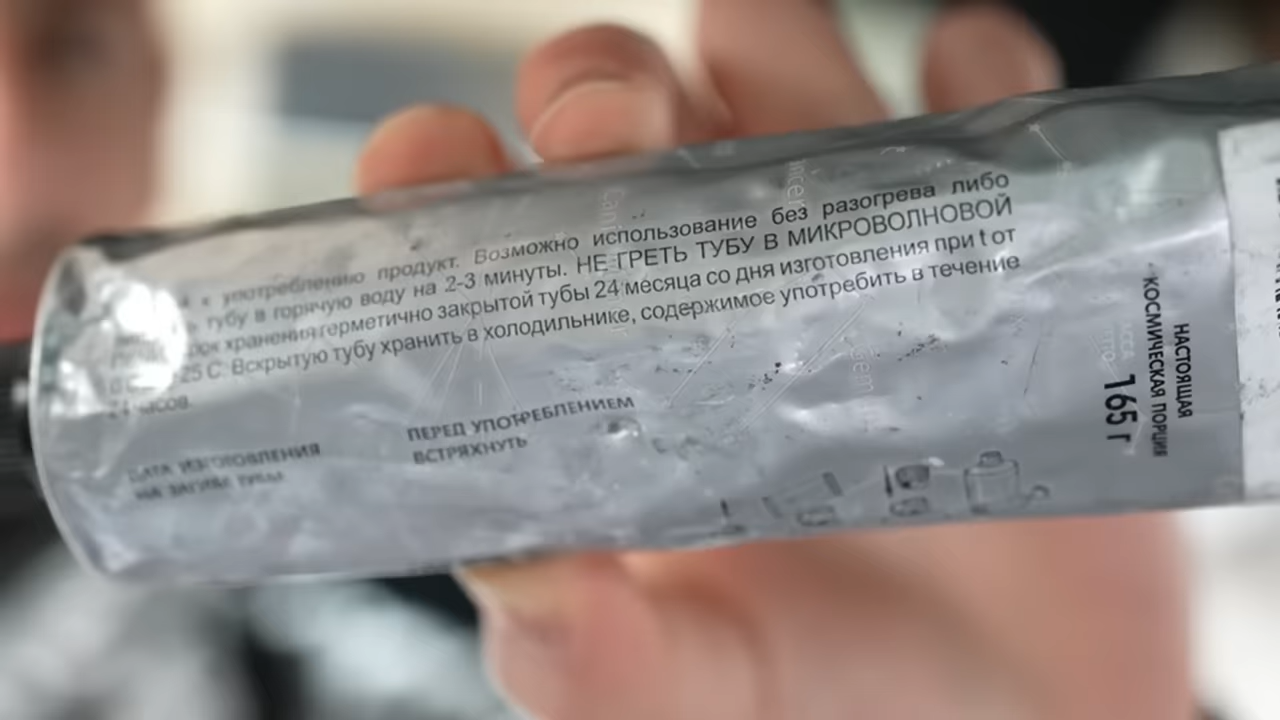 к употреблению продукт. Возможно использование без разогрева либо
тубу в горячую воду на 2-3 минуты. НЕ ГРЕТЬ ТУБУ В МИКРОВОЛНОВОЙ
хранения герметично закрытой тубы 24 месяца со дня изготовления при t от
25 С. Вскрытую тубу хранить в холодильнике, содержимое употребить в течение
24 часов.
ДАТА ИЗГОТОВЛЕНИЯ
НА ЗАГИБЕ ТУБЫ
ПЕРЕД УПОТРЕБЛЕНИЕМ
ВСТРЯХНУТЬ
НАСТОЯЩАЯ
КОСМИЧЕСКАЯ ПОРЦИЯ
165 г